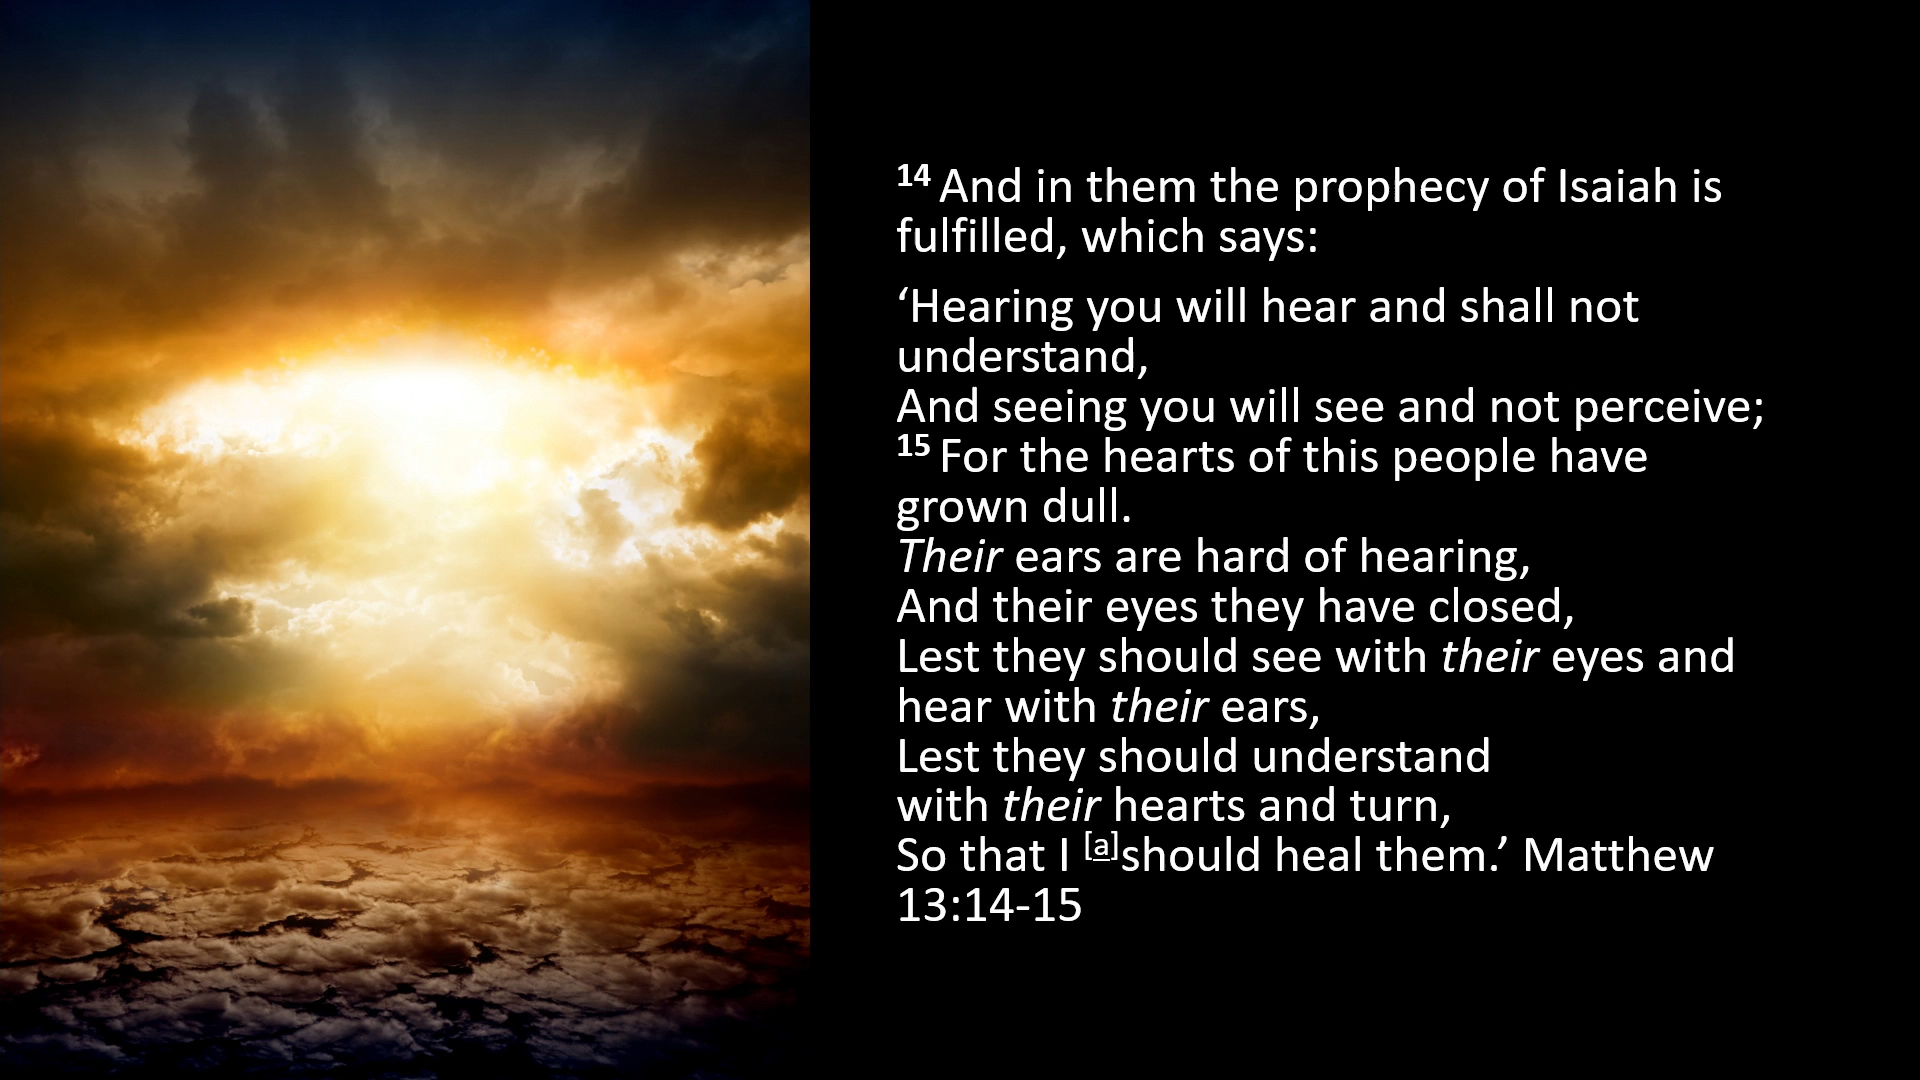 14 And in them the prophecy of Isaiah is
fulfilled, which says:
‘Hearing you will hear and shall not
understand,
And seeing you will see and not perceive;
15 For the hearts of this people have
grown dull.
Their ears are hard of hearing,
And their eyes they have closed,
Lest they should see with their eyes and
hear with their ears,
Lest they should understand
with their hearts and turn,
So that I [a]should heal them.’ Matthew
13:14-15